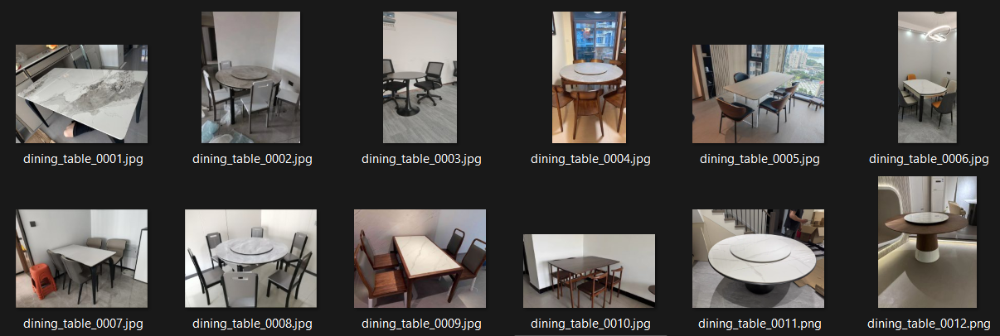 dining_table_0001.jpg
dining_table_0002.jpg
dining_table_0003.jpg
dining_table_0004.jpg
dining_table_0005.jpg
dining_table_0006.jpg
dining_table_0007.jpg
dining_table_0008.jpg
dining_table_0009.jpg
dining_table_0010.jpg
dining_table_0011.png
dining_table_0012.png